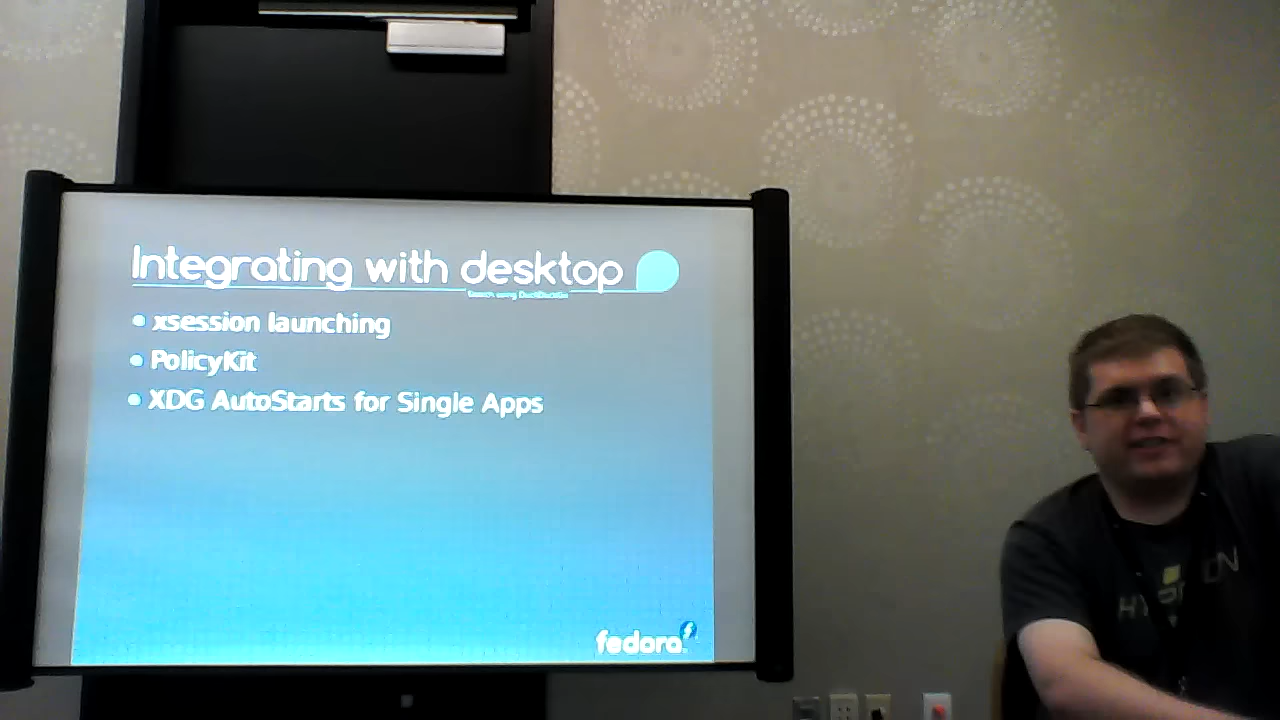 Integrating with desktop
• xsession launching
• PolicyKit
• XDG AutoStarts for Single Apps
fedora